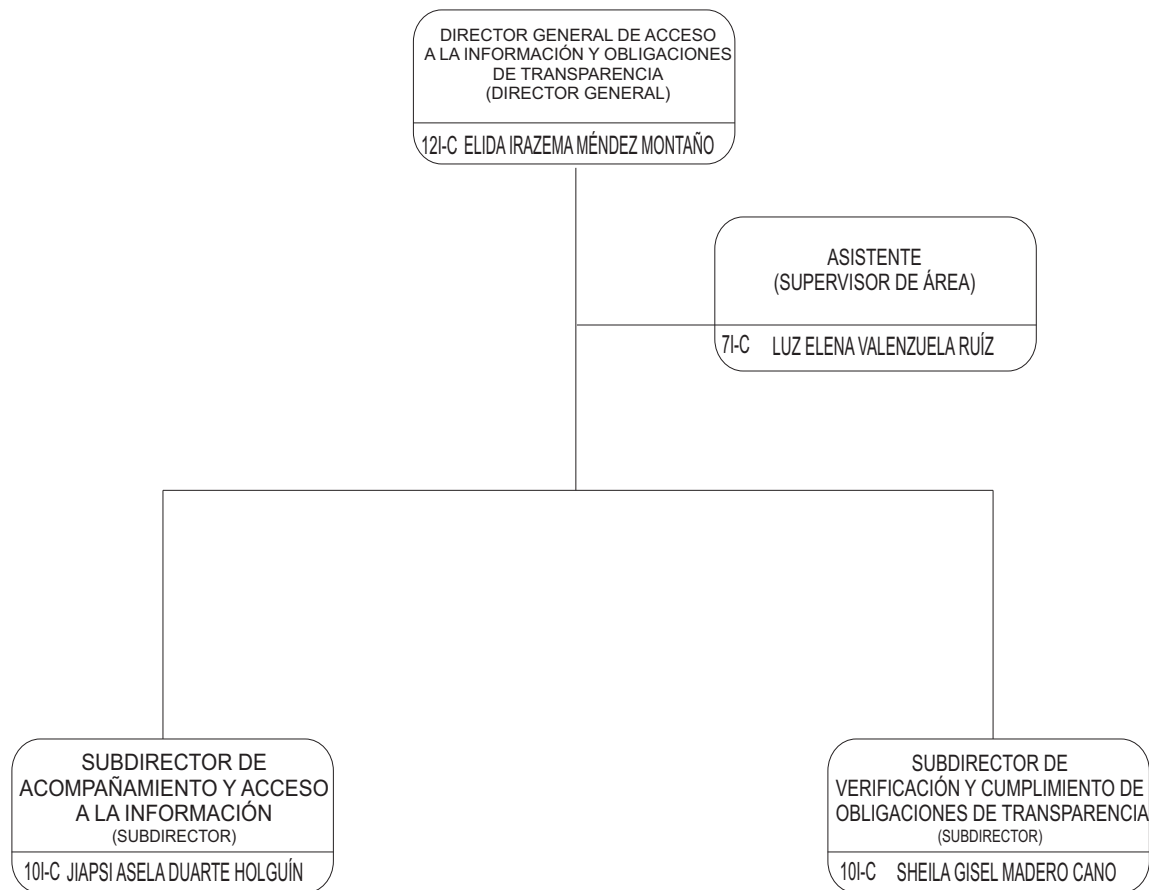 DIRECTOR GENERAL DE ACCESO
A LA INFORMACIÓN Y OBLIGACIONES
DE TRANSPARENCIA
(DIRECTOR GENERAL)
12I-C ELIDA IRAZEMA MÉNDEZ MONTAÑO
ASISTENTE
(SUPERVISOR DE ÁREA)
7I-C LUZ ELENA VALENZUELA RUÍZ
SUBDIRECTOR DE
ACOMPAÑAMIENTO Y ACCESO
A LA INFORMACIÓN
(SUBDIRECTOR)
10I-C JIAPSI ASELA DUARTE HOLGUÍN
SUBDIRECTOR DE
VERIFICACIÓN Y CUMPLIMIENTO DE
OBLIGACIONES DE TRANSPARENCIA
(SUBDIRECTOR)
10I-C SHEILA GISEL MADERO CANO